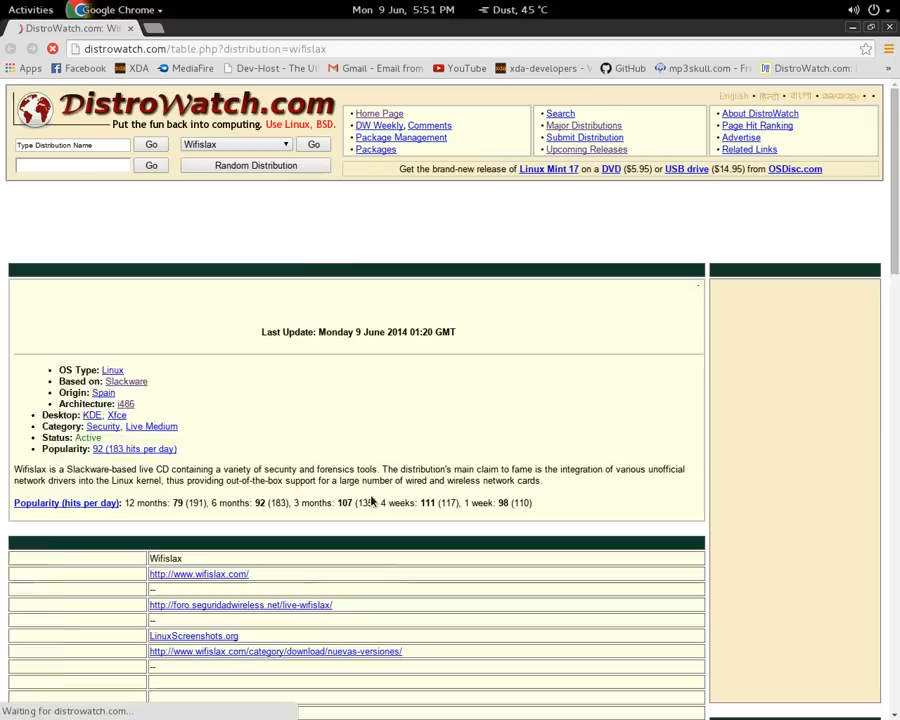 Activities Google Chrome Mon 9 Jun, 5:51 PM Dust, 45 °C
DistroWatch.com: Wi
distrowatch.com/table.php?distribution=wifislax
Apps Facebook XDA MediaFire Dev-Host - The U Gmail - Email from YouTube xda-developers - GitHub mp3skull.com - Fr DistroWatch.com: »
DistroWatch.com
Put the fun back into computing. Use Linux, BSD.
English • हिन्दी • বাংলা •
Type Distribution Name Go Wifislax Go
Go Random Distribution
• Home Page
• DW Weekly, Comments
• Package Management
• Packages
• Search
• Major Distributions
• Submit Distribution
• Upcoming Releases
• About DistroWatch
• Page Hit Ranking
• Advertise
• Related Links
Get the brand-new release of Linux Mint 17 on a DVD ($5.95) or USB drive ($14.95) from OSDisc.com
Last Update: Monday 9 June 2014 01:20 GMT
• OS Type: Linux
• Based on: Slackware
• Origin: Spain
• Architecture: i486
• Desktop: KDE, Xfce
• Category: Security, Live Medium
• Status: Active
• Popularity: 92 (183 hits per day)
Wifislax is a Slackware-based live CD containing a variety of security and forensics tools. The distribution's main claim to fame is the integration of various unofficial
network drivers into the Linux kernel, thus providing out-of-the-box support for a large number of wired and wireless network cards.
Popularity (hits per day): 12 months: 79 (191), 6 months: 92 (183), 3 months: 107 4 weeks: 111 (117), 1 week: 98 (110)
Wifislax
http://www.wifislax.com/
--
http://foro.seguridadwireless.net/live-wifislax/
--
LinuxScreenshots.org
http://www.wifislax.com/category/download/nuevas-versiones/
--
Waiting for distrowatch.com...